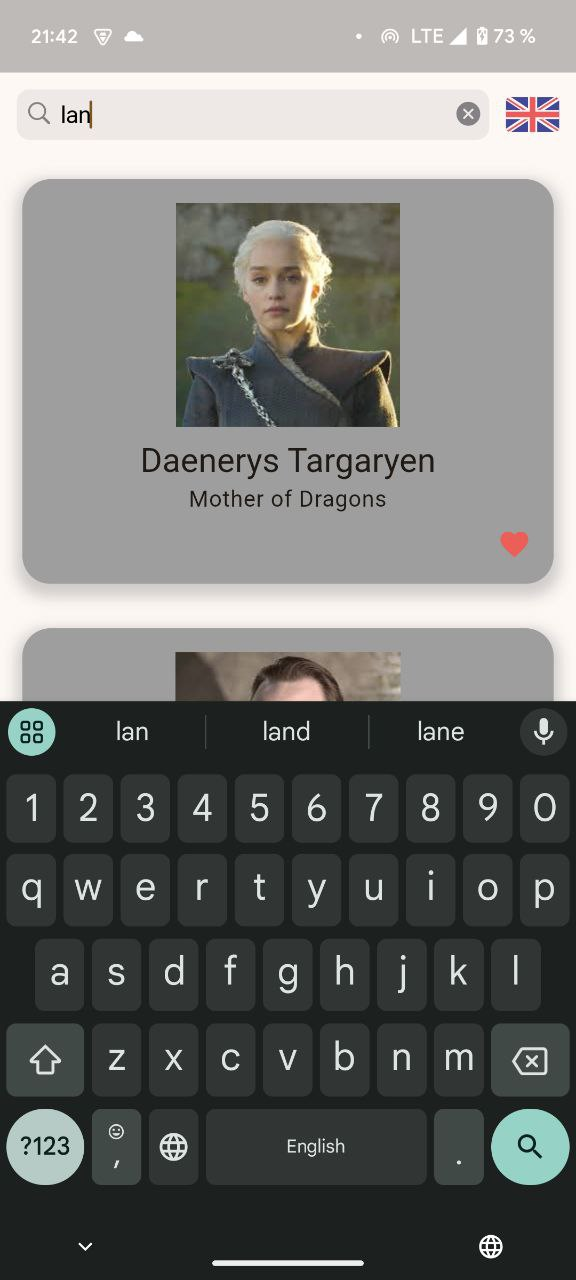 21:42 LTE 73 %
lan
Daenerys Targaryen
Mother of Dragons
lan land lane
1 2 3 4 5 6 7 8 9 0
q w e r t y u i o p
a s d f g h j k l
z x c v b n m
?123 , English .